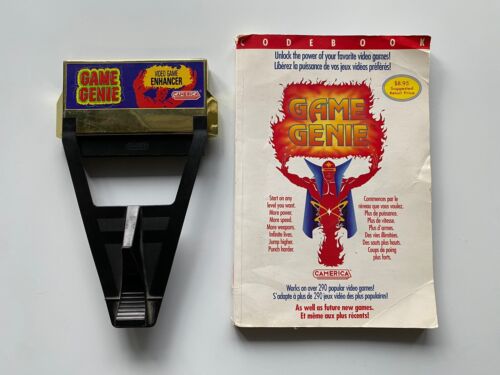 GAME
GENIE
VIDEO GAME
ENHANCER
CAMERICA
CAMERICA
CODEBOOK
Unlock the power of your favorite video games!
Libérez la puissance de vos jeux vidéos préférés!
$8.95
Suggested
Retail Price
GAME
GENIE
Start on any
level you want.
More power.
More speed.
More weapons.
Infinite lives.
Jump higher.
Punch harder.
Commencez par le
niveau que vous voulez.
Plus de puissance.
Plus de vitesse.
Plus d'armes.
Des vies illimitées.
Des sauts plus hauts.
Coups de poing
plus forts.
CAMERICA
Works on over 290 popular video games!
S'adapte à plus de 290 jeux vidéo des plus populaires!
As well as future new games.
Et même aux plus récents!